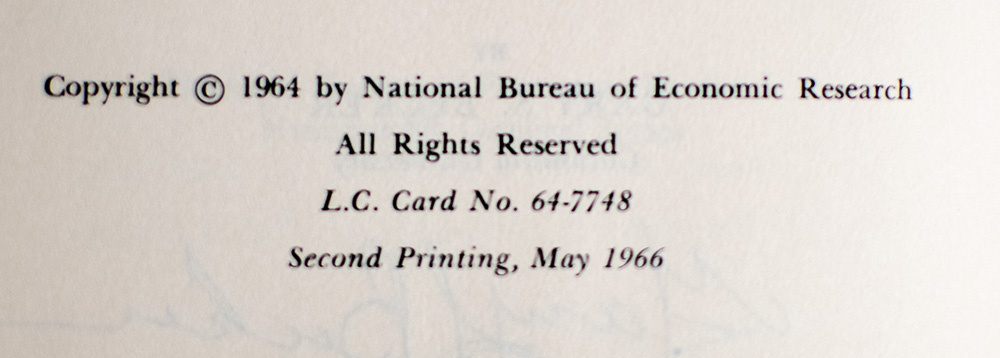 Copyright © 1964 by National Bureau of Economic Research
All Rights Reserved
L.C. Card No. 64-7748
Second Printing, May 1966